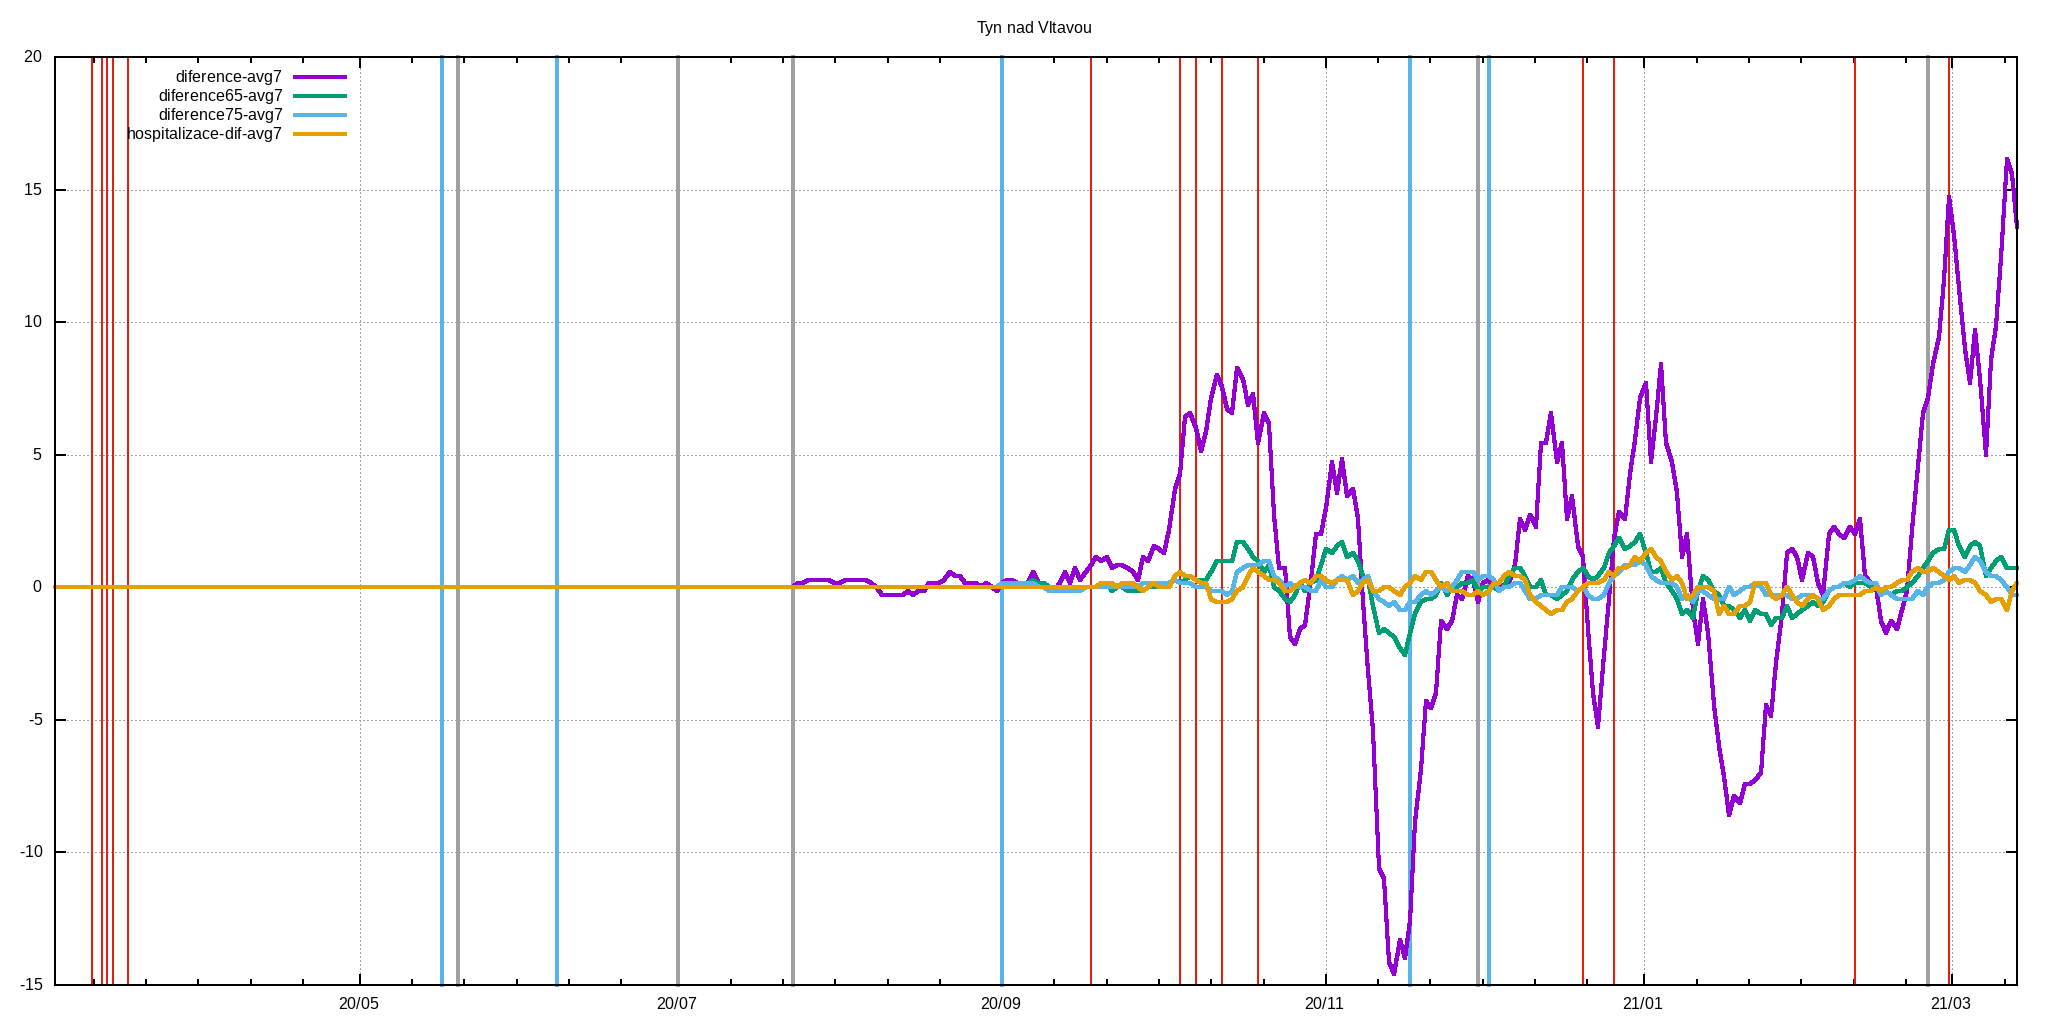 Tyn nad Vltavou
20
15
10
5
0
-5
-10
-15
diference-avg7
diference65-avg7
diference75-avg7
hospitalizace-dif-avg7
20/05
20/07
20/09
20/11
21/01
21/03